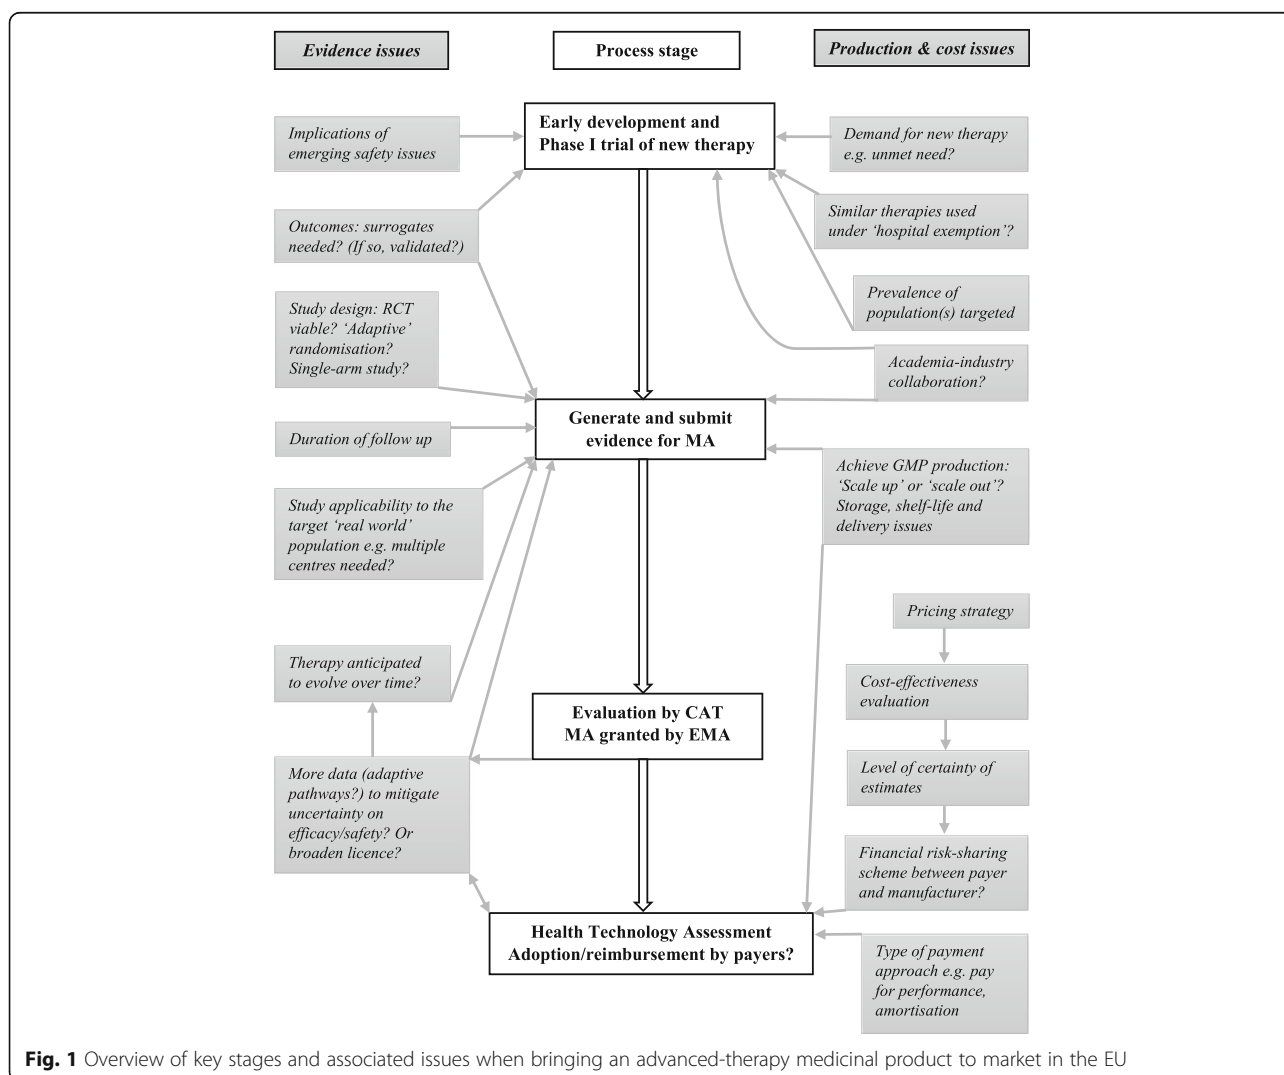 Evidence issues
Process stage
Production & cost issues
Implications of
emerging safety issues
Early development and
Phase I trial of new therapy
Demand for new therapy
e.g. unmet need?
Outcomes: surrogates
needed? (If so, validated?)
Similar therapies used
under ‘hospital exemption’?
Study design: RCT
viable? ‘Adaptive’
randomisation?
Single-arm study?
Prevalence of
population(s) targeted
Academia-industry
collaboration?
Generate and submit
evidence for MA
Duration of follow up
Achieve GMP production:
‘Scale up’ or ‘scale out’?
Storage, shelf-life and
delivery issues
Study applicability to the
target ‘real world’
population e.g. multiple
centres needed?
Pricing strategy
Therapy anticipated
to evolve over time?
Cost-effectiveness
evaluation
Evaluation by CAT
MA granted by EMA
More data (adaptive
pathways?) to mitigate
uncertainty on
efficacy/safety? Or
broaden licence?
Level of certainty of
estimates
Financial risk-sharing
scheme between payer
and manufacturer?
Health Technology Assessment
Adoption/reimbursement by payers?
Type of payment
approach e.g. pay
for performance,
amortisation
Fig. 1 Overview of key stages and associated issues when bringing an advanced-therapy medicinal product to market in the EU